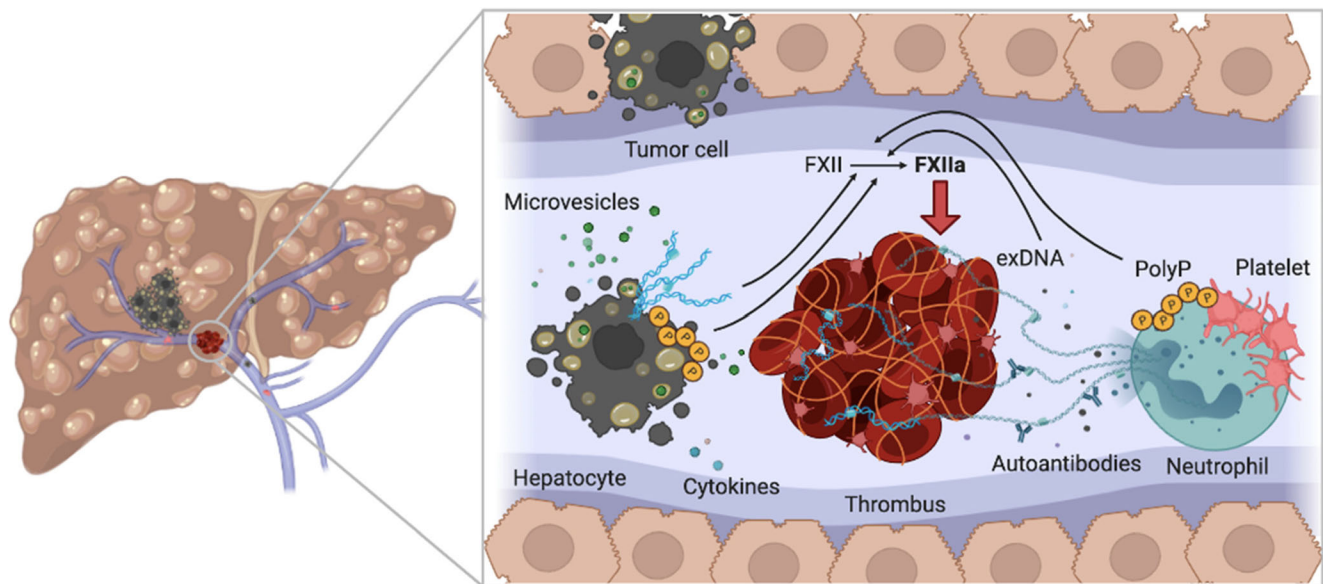 Tumor cell
FXII
FXIIa
Microvesicles
exDNA
PolyP
Platelet
P P P P
P P P P P
Hepatocyte
Cytokines
Thrombus
Autoantibodies
Neutrophil